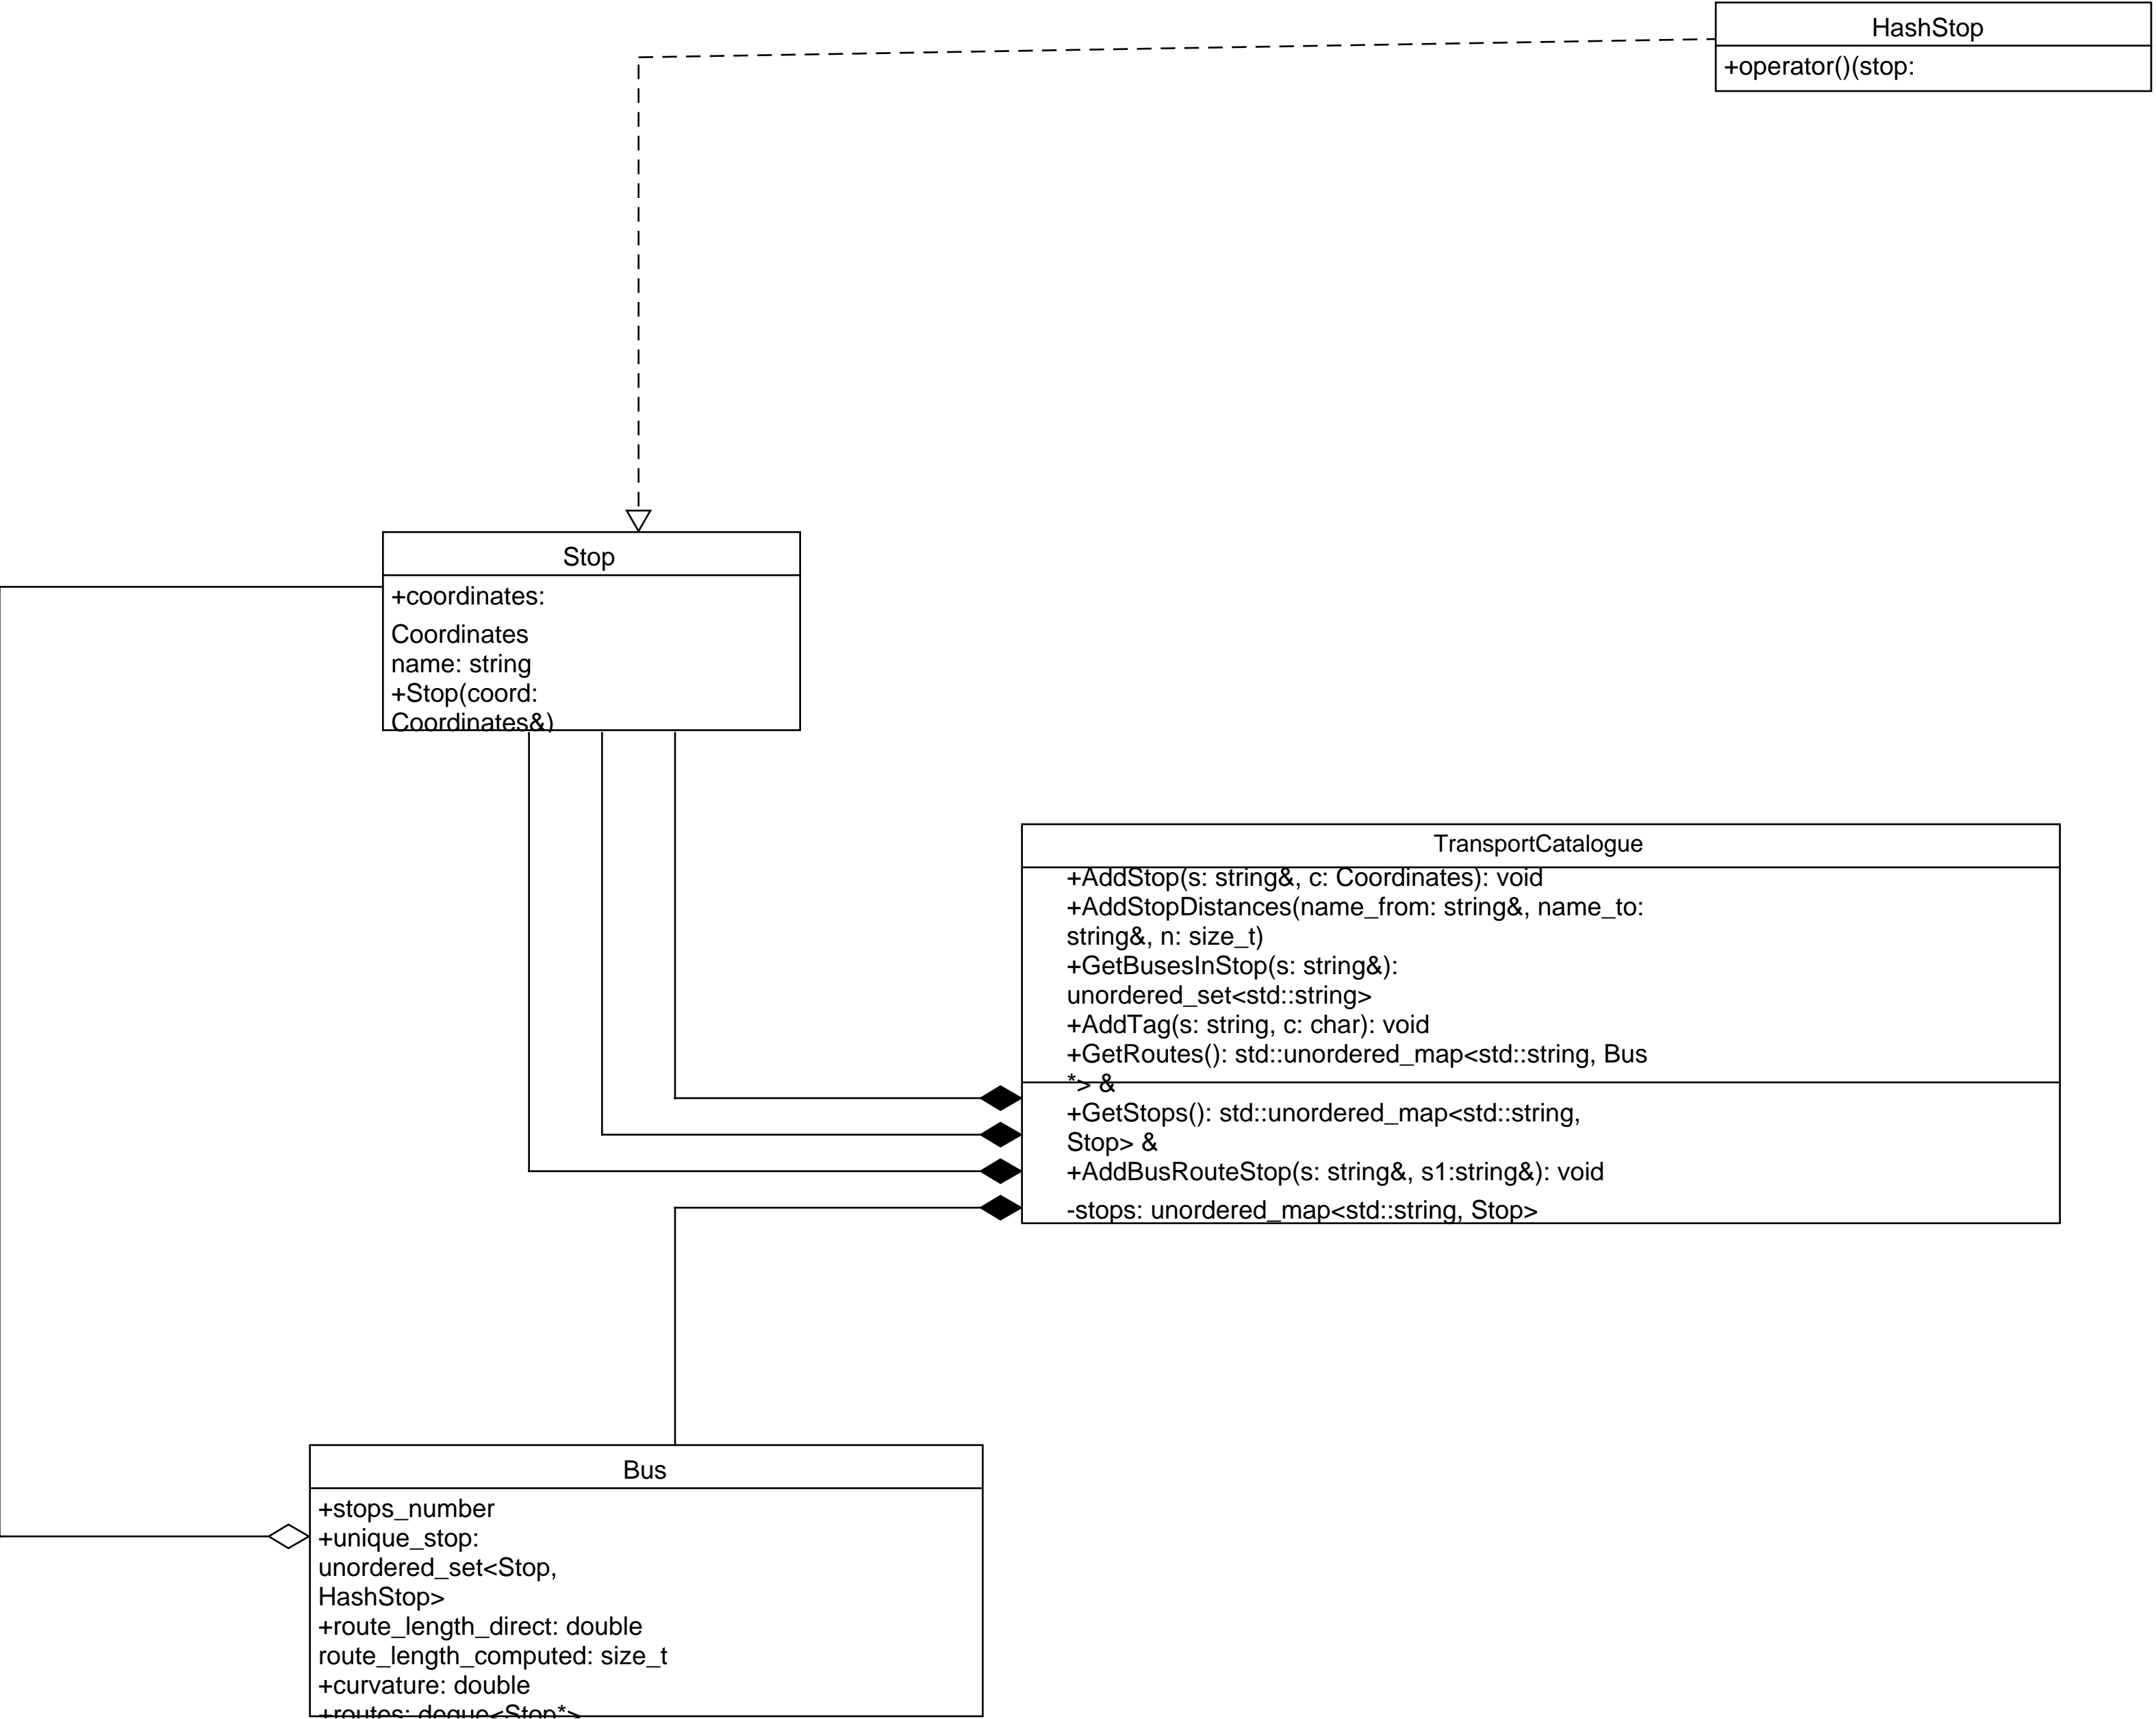 HashStop
+operator()(stop:
Stop
+coordinates:
Coordinates
name: string
+Stop(coord:
Coordinates&)
TransportCatalogue
+AddStop(s: string&, c: Coordinates): void
+AddStopDistances(name_from: string&, name_to:
string&, n: size_t)
+GetBusesInStop(s: string&):
unordered_set<std::string>
+AddTag(s: string, c: char): void
+GetRoutes(): std::unordered_map<std::string, Bus
*> &
+GetStops(): std::unordered_map<std::string,
Stop> &
+AddBusRouteStop(s: string&, s1:string&): void
-stops: unordered_map<std::string, Stop>
Bus
+stops_number
+unique_stop:
unordered_set<Stop,
HashStop>
+route_length_direct: double
route_length_computed: size_t
+curvature: double
+routes: deque<Stop*>